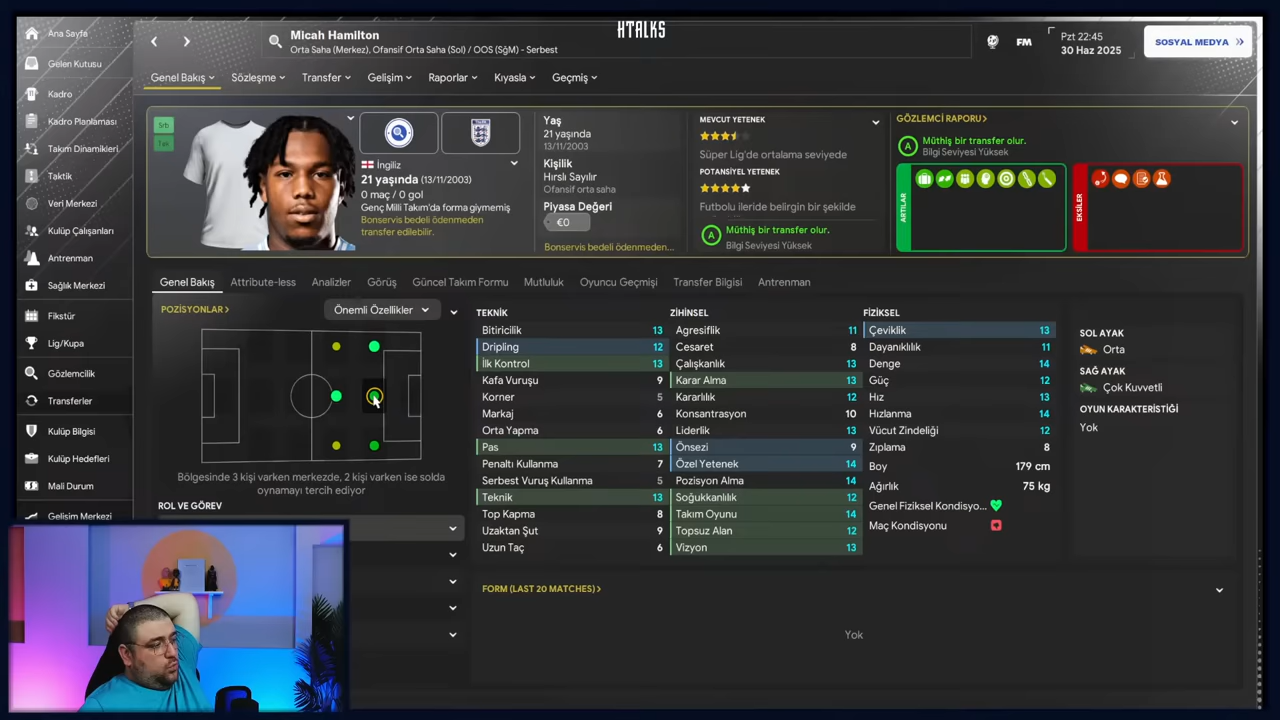 HTALKS
Ana Sayfa
Gelen Kutusu
Kadro
Kadro Planlaması
Takım Dinamikleri
Taktik
Veri Merkezi
Kulüp Çalışanları
Antrenman
Sağlık Merkezi
Fikstür
Lig/Kupa
Gözlemcilik
Transferler
Kulüp Bilgisi
Kulüp Hedefleri
Mali Durum
Gelişim Merkezi
Micah Hamilton
Orta Saha (Merkez), Ofansif Orta Saha (Sol) / OOS (SğM) - Serbest
FM
Pzt 22:45
30 Haz 2025
SOSYAL MEDYA
Genel Bakış
Sözleşme
Transfer
Gelişim
Raporlar
Kıyasla
Geçmiş
Srb
İngiliz
21 yaşında (13/11/2003)
0 maç / 0 gol
Genç Milli Takım'da forma giymemiş
Bonservis bedeli ödenmeden
transfer edilebilir.
Yaş
21 yaşında
13/11/2003
Kişilik
Hırslı Sayılır
Ofansif orta saha
Piyasa Değeri
€0
Bonservis bedeli ödenmeden...
MEVCUT YETENEK
Süper Lig'de ortalama seviyede
POTANSİYEL YETENEK
Futbolu ileride belirgin bir şekilde
A
Müthiş bir transfer olur.
Bilgi Seviyesi Yüksek
GÖZLEMCİ RAPORU >
A
Müthiş bir transfer olur.
Bilgi Seviyesi Yüksek
ARTILAR
EKSİLER
Genel Bakış
Attribute-less
Analizler
Görüş
Güncel Takım Formu
Mutluluk
Oyuncu Geçmişi
Transfer Bilgisi
Antrenman
POZİSYONLAR >
Önemli Özellikler
Bölgesinde 3 kişi varken merkezde, 2 kişi varken ise solda
oynamayı tercih ediyor
ROL VE GÖREV
TEKNİK
Bitiricilik 13
Dripling 12
İlk Kontrol 13
Kafa Vuruşu 9
Korner 5
Markaj 6
Orta Yapma 6
Pas 13
Penaltı Kullanma 7
Serbest Vuruş Kullanma 5
Teknik 13
Top Kapma 8
Uzaktan Şut 9
Uzun Taç 6
ZİHİNSEL
Agresiflik 11
Cesaret 8
Çalışkanlık 13
Karar Alma 13
Kararlılık 12
Konsantrasyon 10
Liderlik 13
Önsezi 9
Özel Yetenek 14
Pozisyon Alma 14
Soğukkanlılık 12
Takım Oyunu 14
Topsuz Alan 12
Vizyon 13
FİZİKSEL
Çeviklik 13
Dayanıklılık 11
Denge 14
Güç 12
Hız 13
Hızlanma 14
Vücut Zindeliği 12
Zıplama 8
Boy 179 cm
Ağırlık 75 kg
Genel Fiziksel Kondisyo...
Maç Kondisyonu
SOL AYAK
Orta
SAĞ AYAK
Çok Kuvvetli
OYUN KARAKTERİSTİĞİ
Yok
FORM (LAST 20 MATCHES) >
Yok